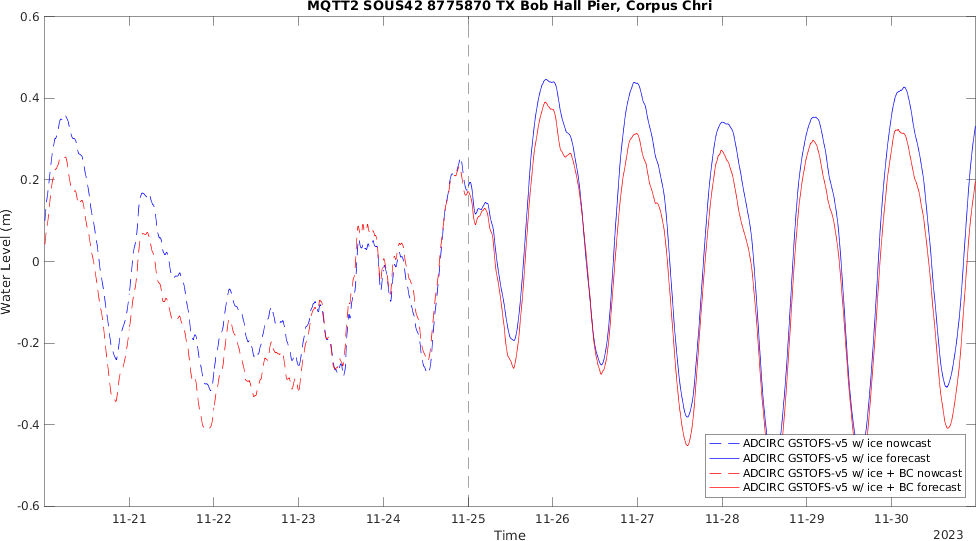 MQTT2 SOUS42 8775870 TX Bob Hall Pier, Corpus Chri
0.6
0.4
0.2
0
-0.2
-0.4
-0.6
Water Level (m)
11-21 11-22 11-23 11-24 11-25 11-26 11-27 11-28 11-29 11-30
Time
2023
ADCIRC GSTOFS-v5 w/ ice nowcast
ADCIRC GSTOFS-v5 w/ ice forecast
ADCIRC GSTOFS-v5 w/ ice + BC nowcast
ADCIRC GSTOFS-v5 w/ ice + BC forecast